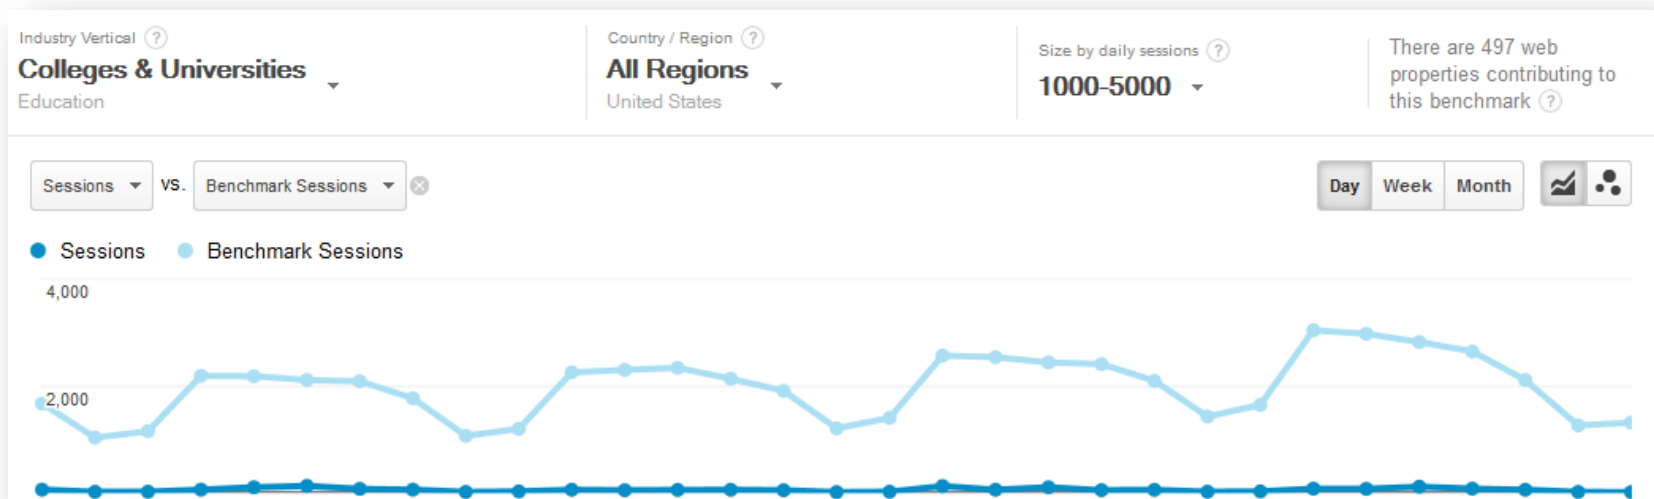 Industry Vertical ?
Colleges & Universities
Education
Country / Region ?
All Regions
United States
Size by daily sessions ?
1000-5000
There are 497 web
properties contributing to
this benchmark ?
Sessions vs. Benchmark Sessions
Day Week Month
Sessions Benchmark Sessions
4,000
2,000